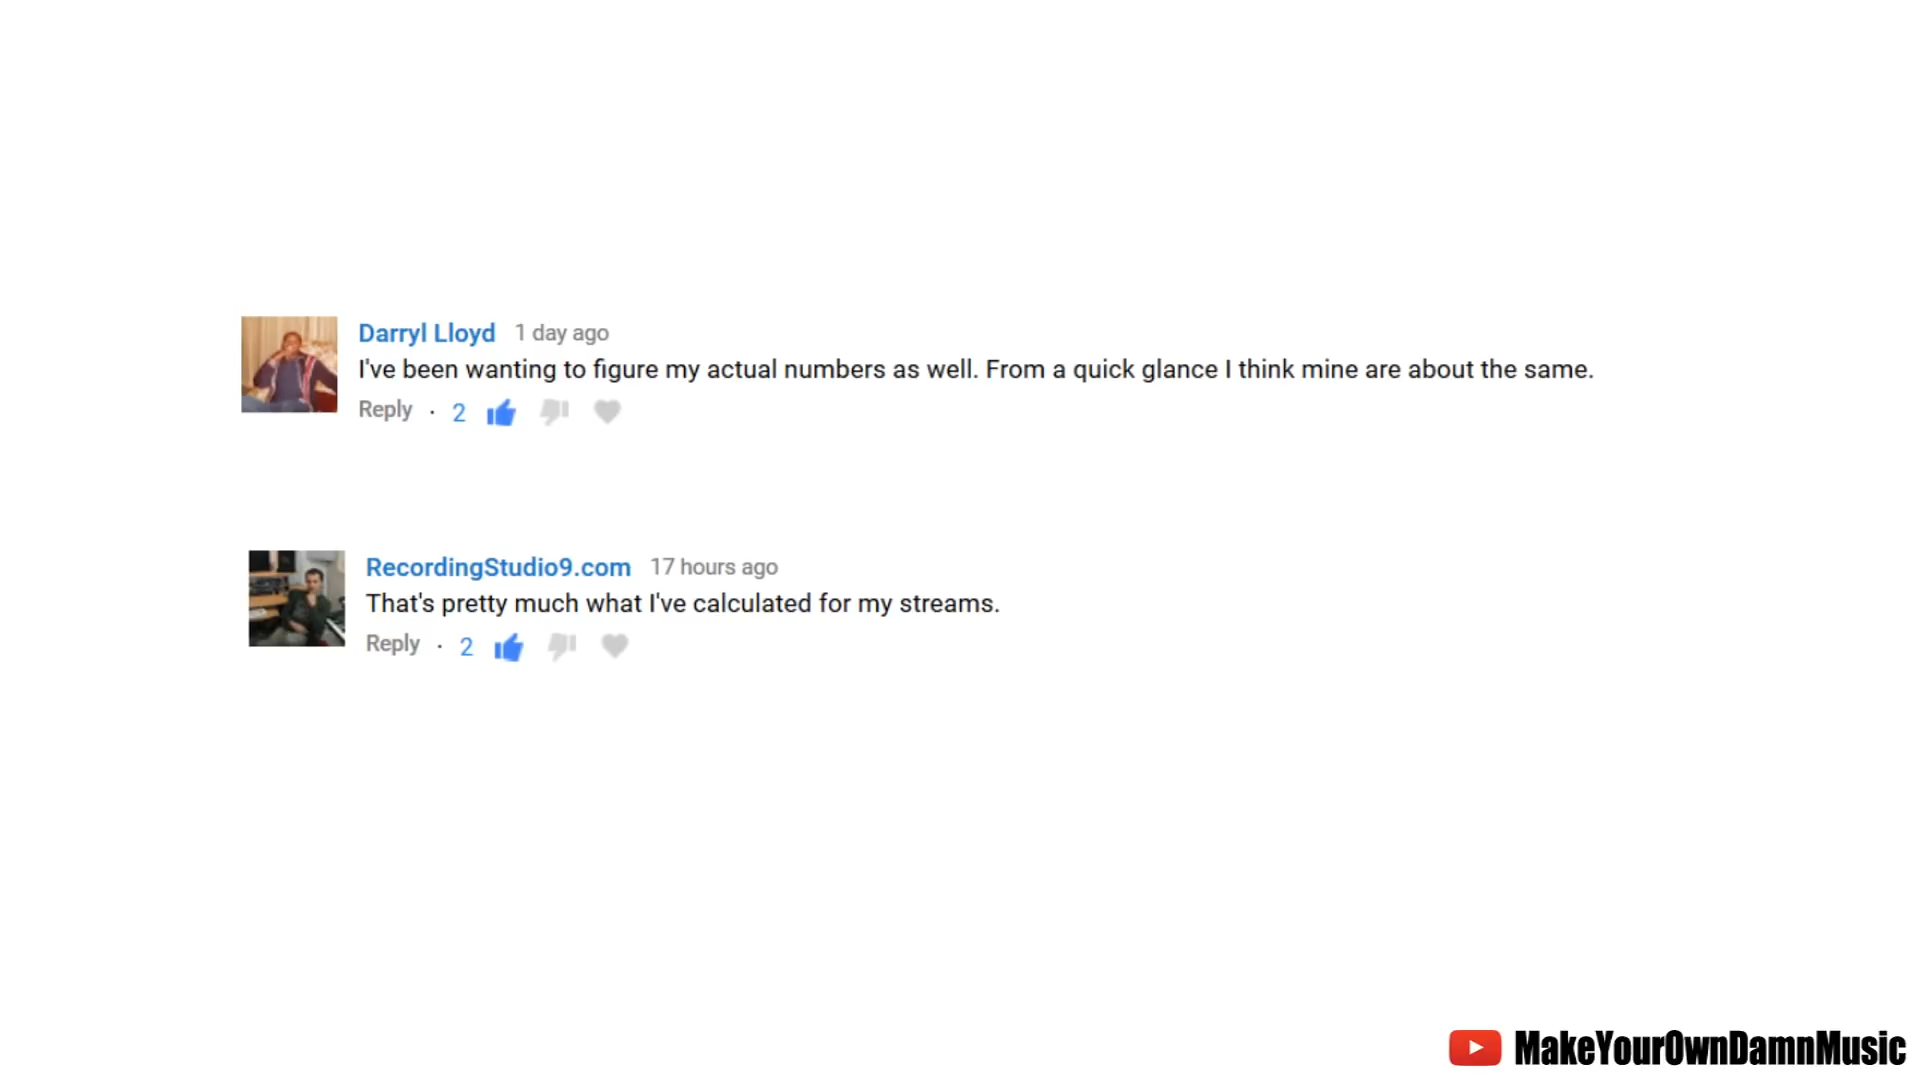 Darryl Lloyd 1 day ago
I've been wanting to figure my actual numbers as well. From a quick glance I think mine are about the same.
Reply · 2
RecordingStudio9.com 17 hours ago
That's pretty much what I've calculated for my streams.
Reply · 2
MakeYourOwnDamnMusic